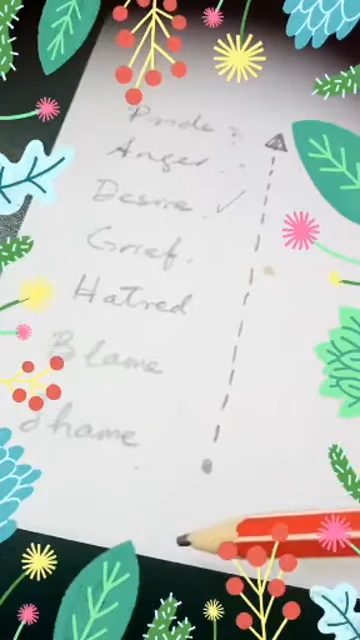 Pride :
Anger ..
Desire ✓
Grief.
Hatred
Blame
Shame